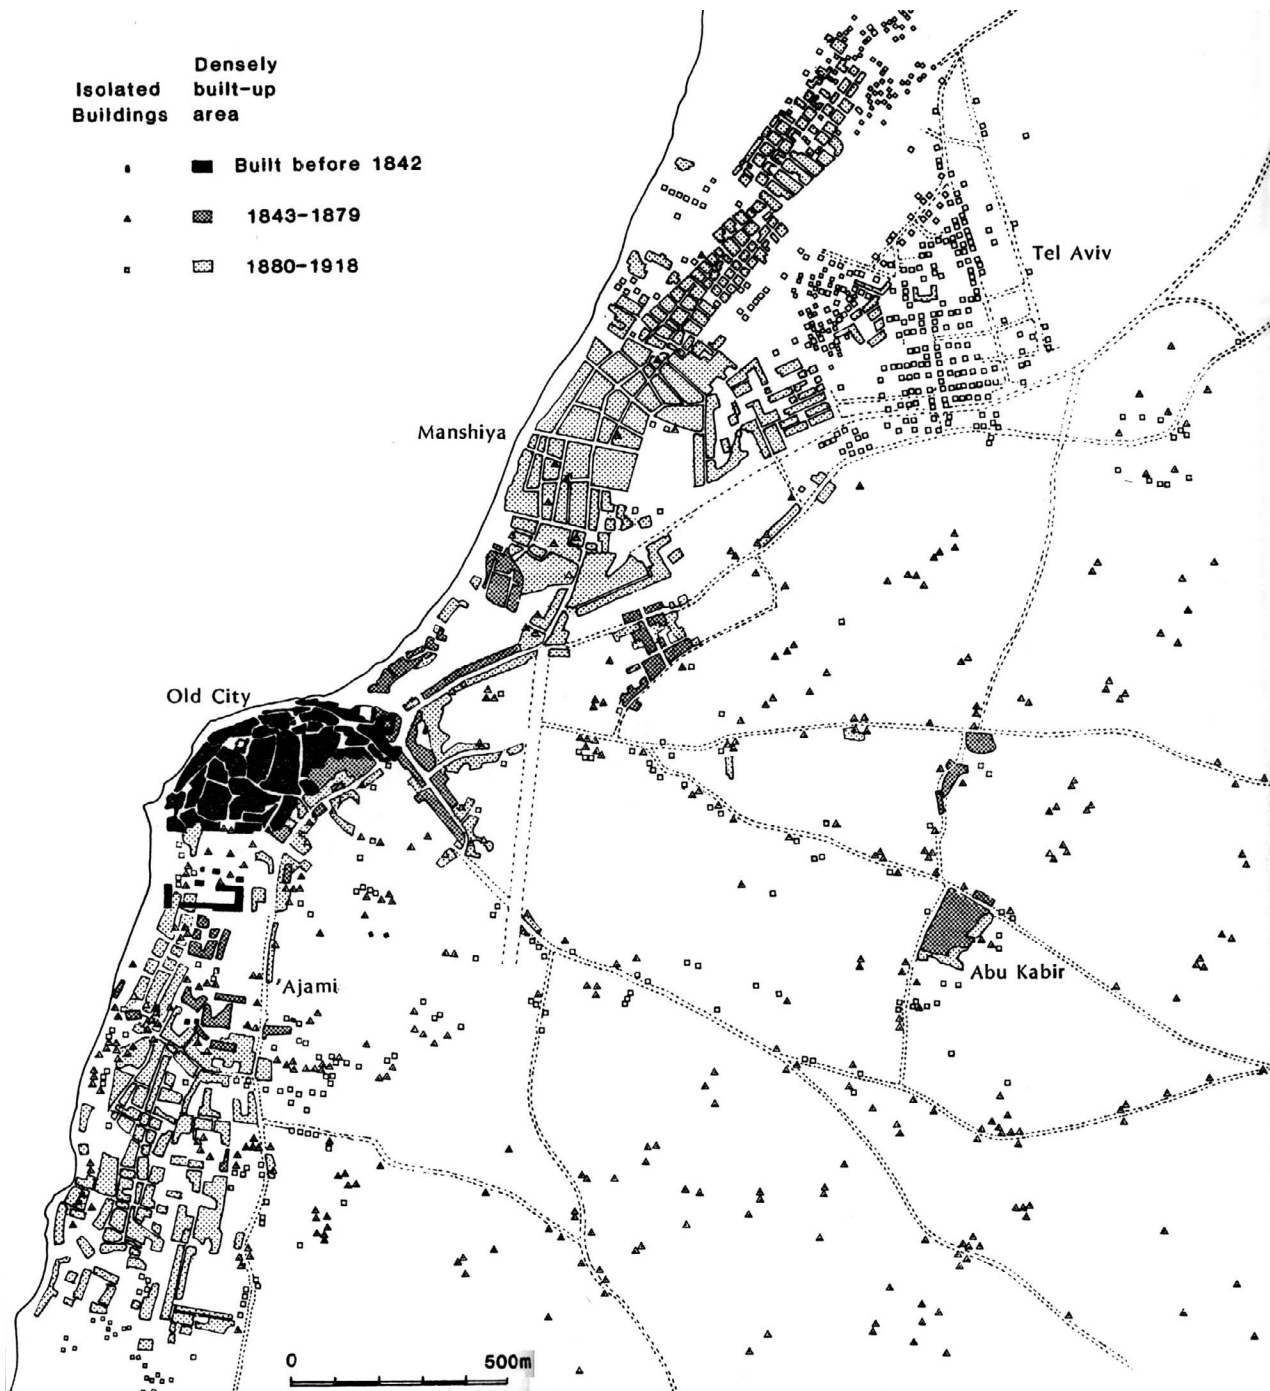 Isolated Buildings
Densely built-up area
Built before 1842
1843-1879
1880-1918
Tel Aviv
Manshiya
Old City
'Ajami
Abu Kabir
0 500m